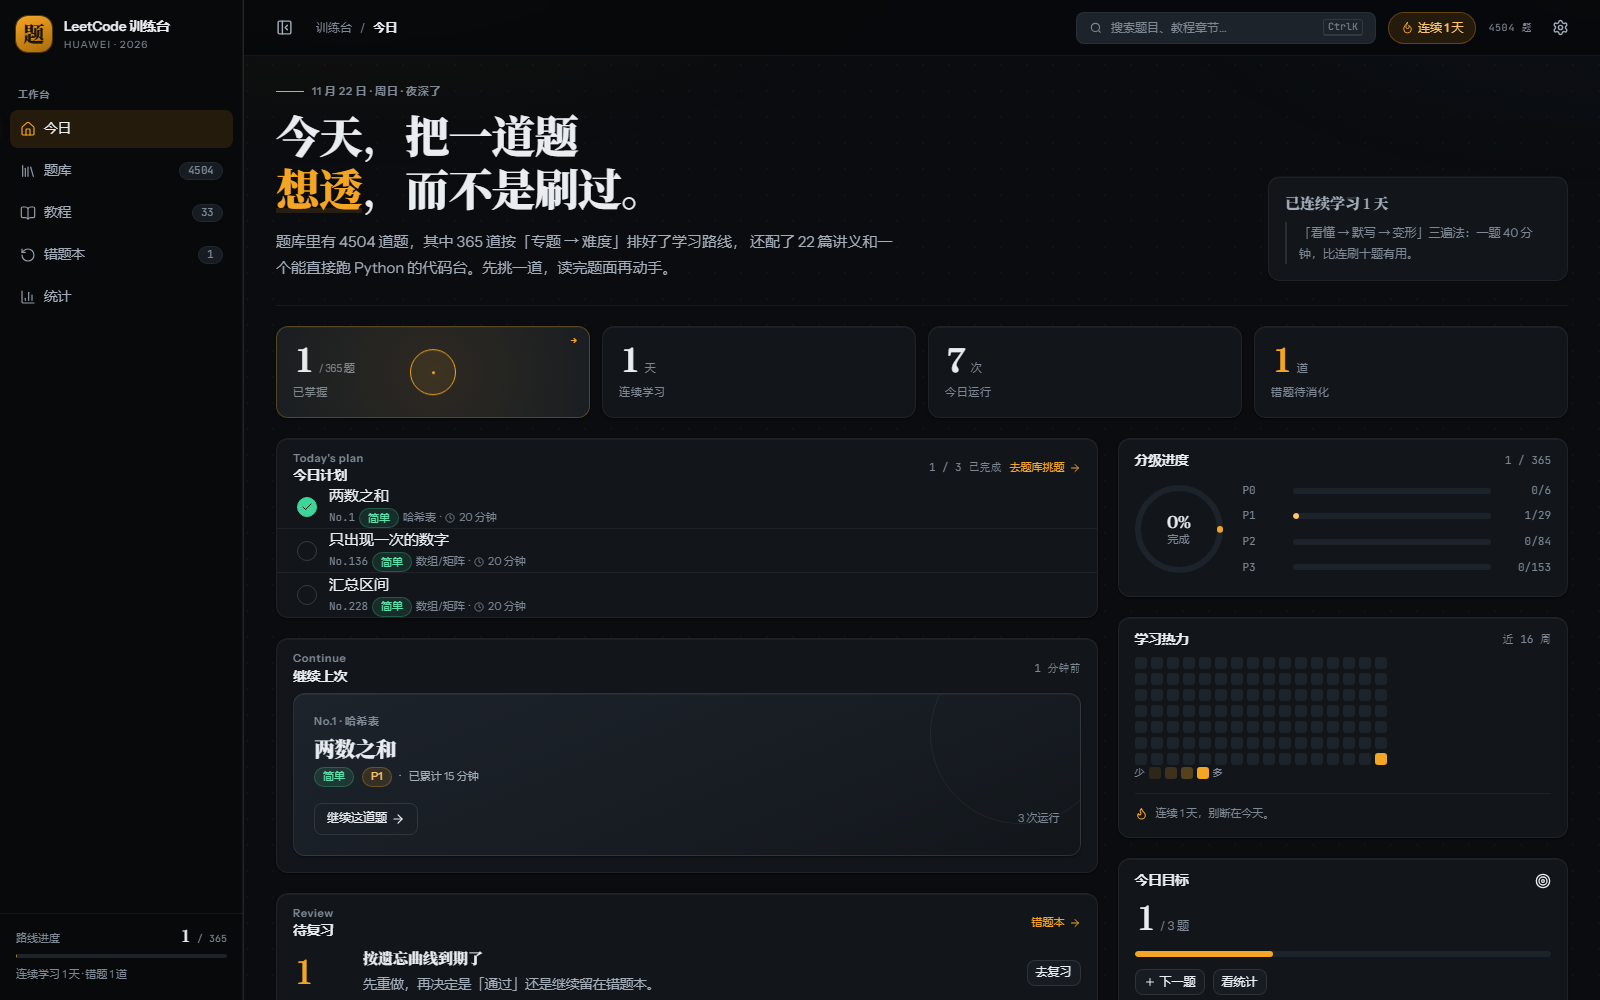 题
LeetCode 训练台
HUAWEI · 2026
工作台
今日
题库
4504
教程
33
错题本
1
统计
路线进度
1 / 365
连续学习 1 天 · 错题 1 道
训练台 / 今日
搜索题目、教程章节…
CtrlK
连续 1 天
4504 题
11 月 22 日 · 周日 · 夜深了
今天，把一道题
想透，而不是刷过。
题库里有 4504 道题，其中 365 道按「专题 → 难度」排好了学习路线， 还配了 22 篇讲义和一
个能直接跑 Python 的代码台。先挑一道，读完题面再动手。
已连续学习 1 天
「看懂 → 默写 → 变形」三遍法：一题 40 分
钟，比连刷十题有用。
1 / 365 题
已掌握
1 天
连续学习
7 次
今日运行
1 道
错题待消化
Today's plan
今日计划
1 / 3 已完成
去题库挑题 →
两数之和
No.1 简单 哈希表 · 20 分钟
只出现一次的数字
No.136 简单 数组/矩阵 · 20 分钟
汇总区间
No.228 简单 数组/矩阵 · 20 分钟
Continue
继续上次
1 分钟前
No.1 · 哈希表
两数之和
简单 P1 · 已累计 15 分钟
继续这道题 →
3 次运行
Review
待复习
错题本 →
1
按遗忘曲线到期了
先重做，再决定是「通过」还是继续留在错题本。
去复习
分级进度
1 / 365
0%
完成
P0 0/6
P1 1/29
P2 0/84
P3 0/153
学习热力
近 16 周
少 多
连续 1 天，别断在今天。
今日目标
1 / 3 题
+ 下一题
看统计